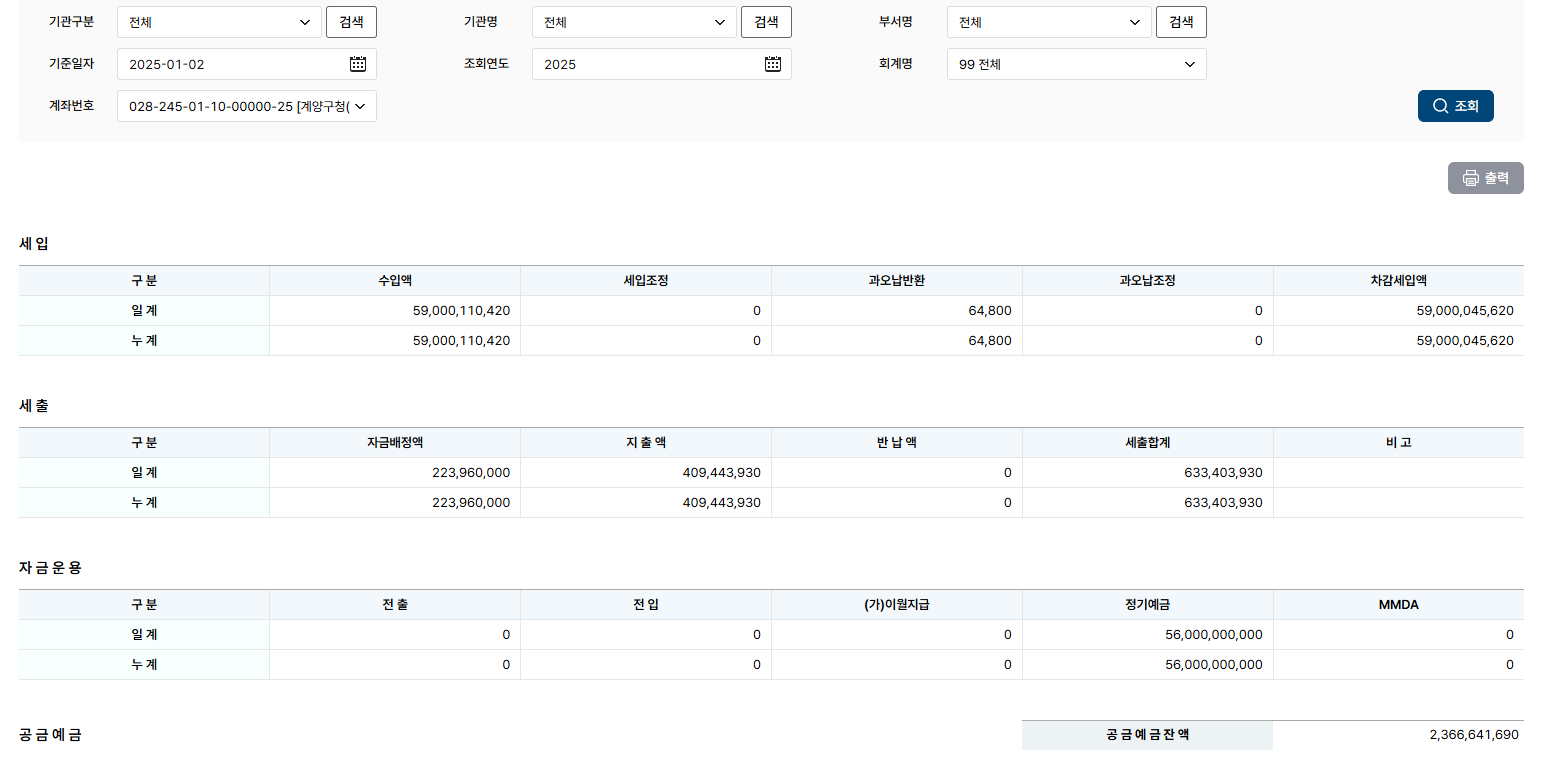 기관구분 전체 검색 기관명 전체 검색 부서명 전체 검색
기준일자 2025-01-02 조회연도 2025 회계명 99 전체
계좌번호 028-245-01-10-00000-25 [계양구청( 조회
출력
세 입
구 분 수입액 세입조정 과오납반환 과오납조정 차감세입액
일 계 59,000,110,420 0 64,800 0 59,000,045,620
누 계 59,000,110,420 0 64,800 0 59,000,045,620
세 출
구 분 자금배정액 지 출 액 반 납 액 세출합계 비 고
일 계 223,960,000 409,443,930 0 633,403,930
누 계 223,960,000 409,443,930 0 633,403,930
자 금 운 용
구 분 전 출 전 입 (가)이월지급 정기예금 MMDA
일 계 0 0 0 56,000,000,000 0
누 계 0 0 0 56,000,000,000 0
공 금 예 금 공 금 예 금 잔 액 2,366,641,690